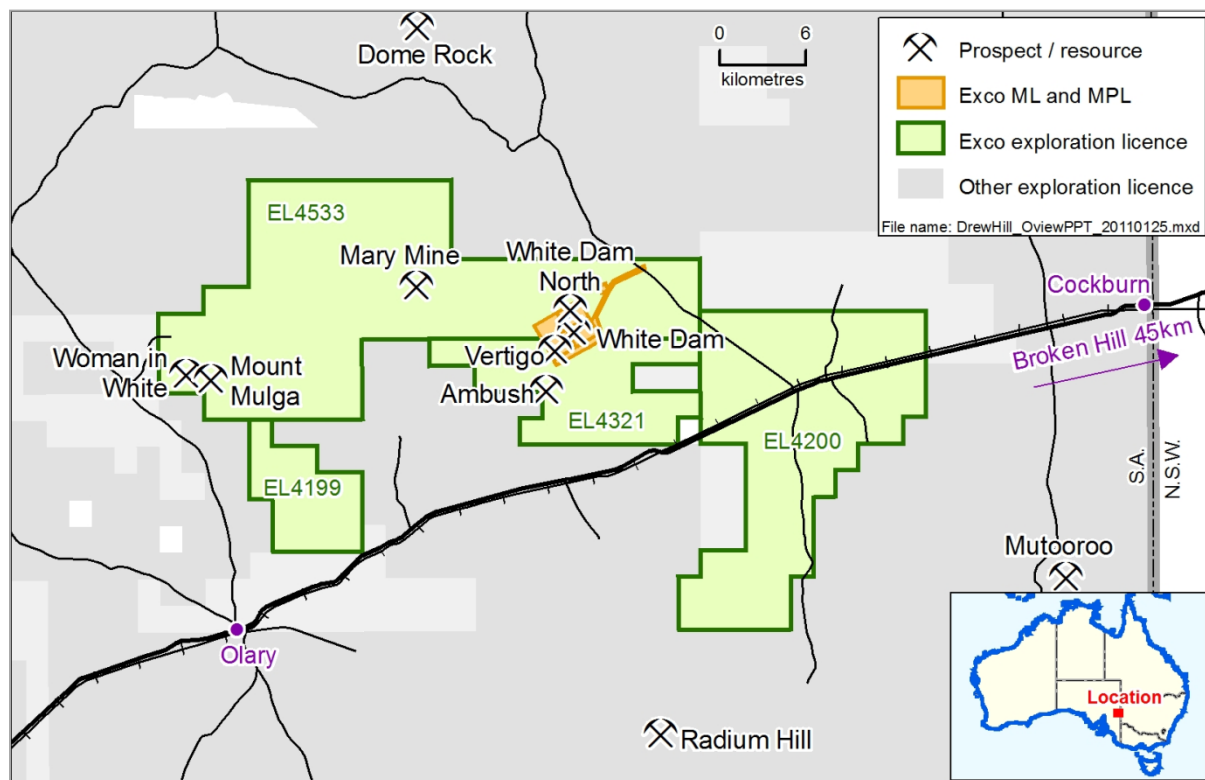 Dome Rock
0 6
kilometres
Prospect / resource
Exco ML and MPL
Exco exploration licence
Other exploration licence
File name: DrewHill_OviewPPT_20110125.mxd
EL4533
Mary Mine
White Dam
North
White Dam
Vertigo
Ambush
Woman in
White
Mount
Mulga
EL4321
EL4200
EL4199
Cockburn
Broken Hill 45km
S.A.
N.S.W.
Mutooroo
Olary
Radium Hill
Location